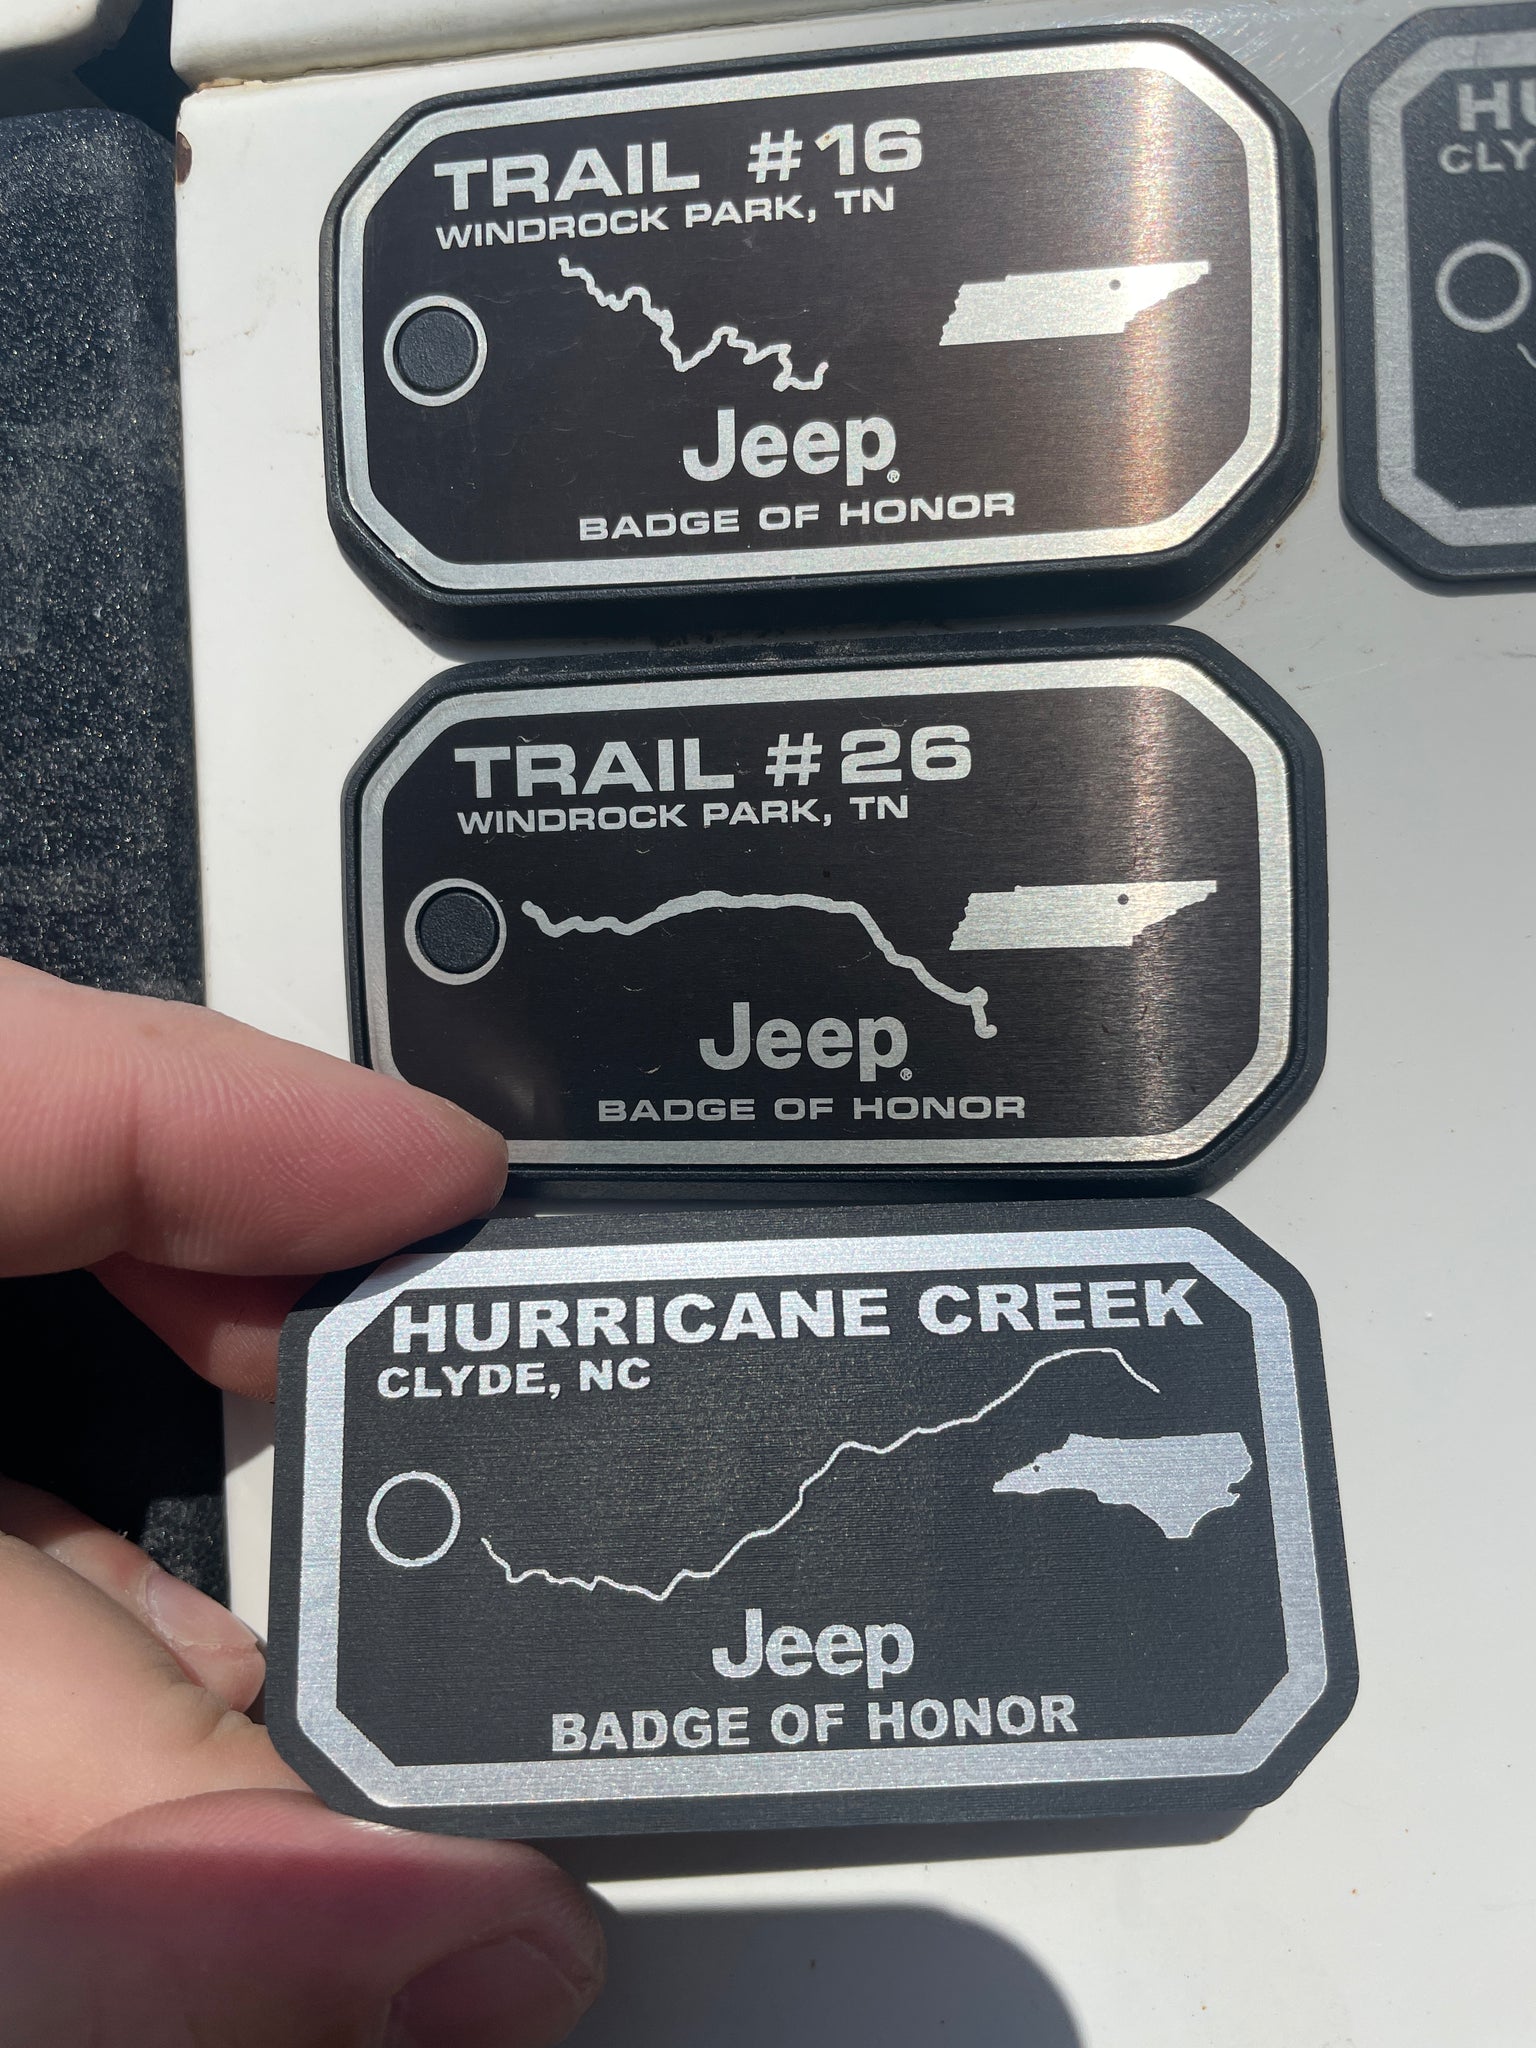 TRAIL #16
WINDROCK PARK, TN
Jeep®
BADGE OF HONOR
TRAIL #26
WINDROCK PARK, TN
Jeep®
BADGE OF HONOR
HURRICANE CREEK
CLYDE, NC
Jeep
BADGE OF HONOR